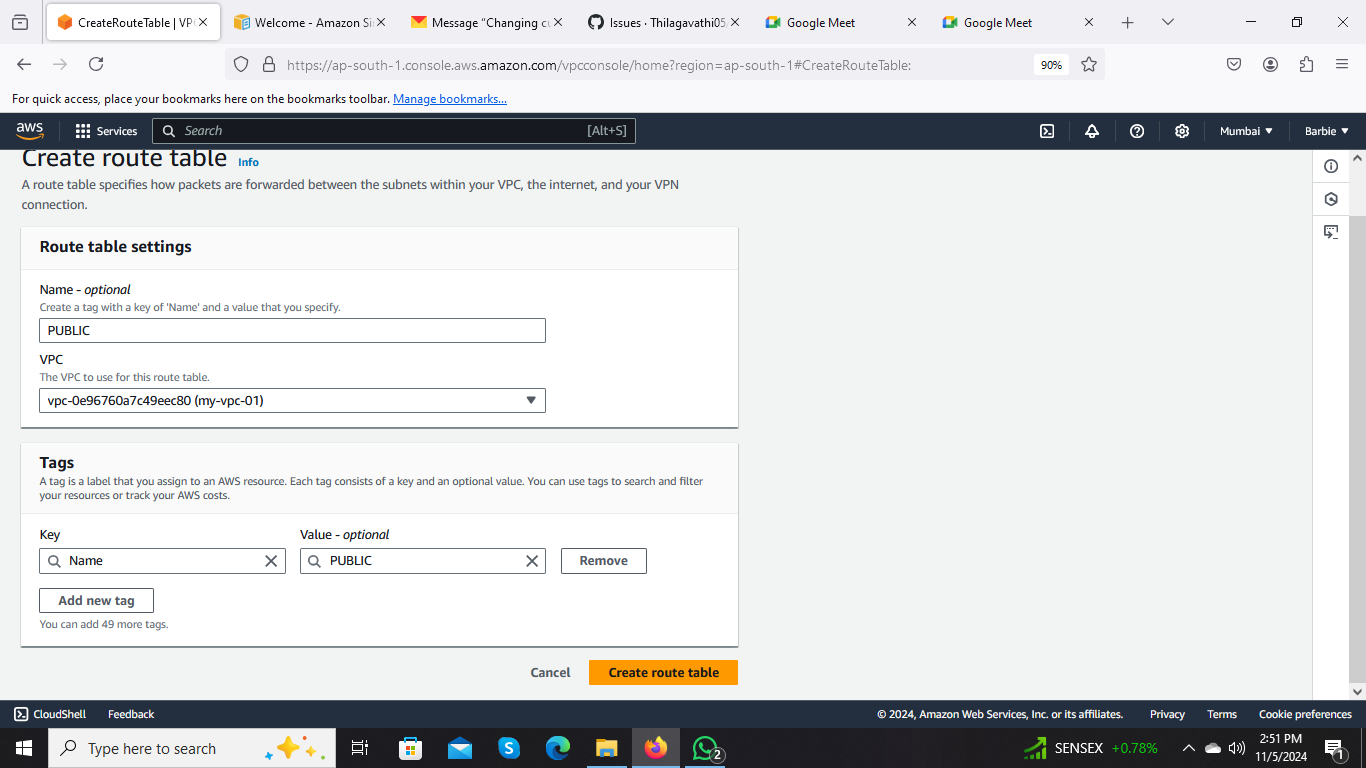 CreateRouteTable | VPC
Welcome - Amazon Si
Message "Changing cu
Issues · Thilagavathi05
Google Meet
Google Meet
https://ap-south-1.console.aws.amazon.com/vpcconsole/home?region=ap-south-1#CreateRouteTable:
90%
For quick access, place your bookmarks here on the bookmarks toolbar. Manage bookmarks...
aws
Services
Search
[Alt+S]
Mumbai
Barbie
Create route table Info
A route table specifies how packets are forwarded between the subnets within your VPC, the internet, and your VPN
connection.
Route table settings
Name - optional
Create a tag with a key of 'Name' and a value that you specify.
PUBLIC
VPC
The VPC to use for this route table.
vpc-0e96760a7c49eec80 (my-vpc-01)
Tags
A tag is a label that you assign to an AWS resource. Each tag consists of a key and an optional value. You can use tags to search and filter
your resources or track your AWS costs.
Key
Value - optional
Name
PUBLIC
Remove
Add new tag
You can add 49 more tags.
Cancel
Create route table
CloudShell
Feedback
© 2024, Amazon Web Services, Inc. or its affiliates.
Privacy
Terms
Cookie preferences
Type here to search
2
SENSEX +0.78%
2:51 PM
11/5/2024
1